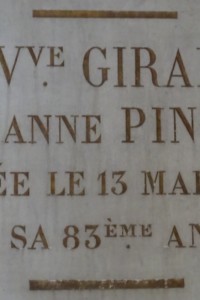 VVE GIRA
ANNE PIN
ÉE LE 13 MA
SA 83ÈME AN